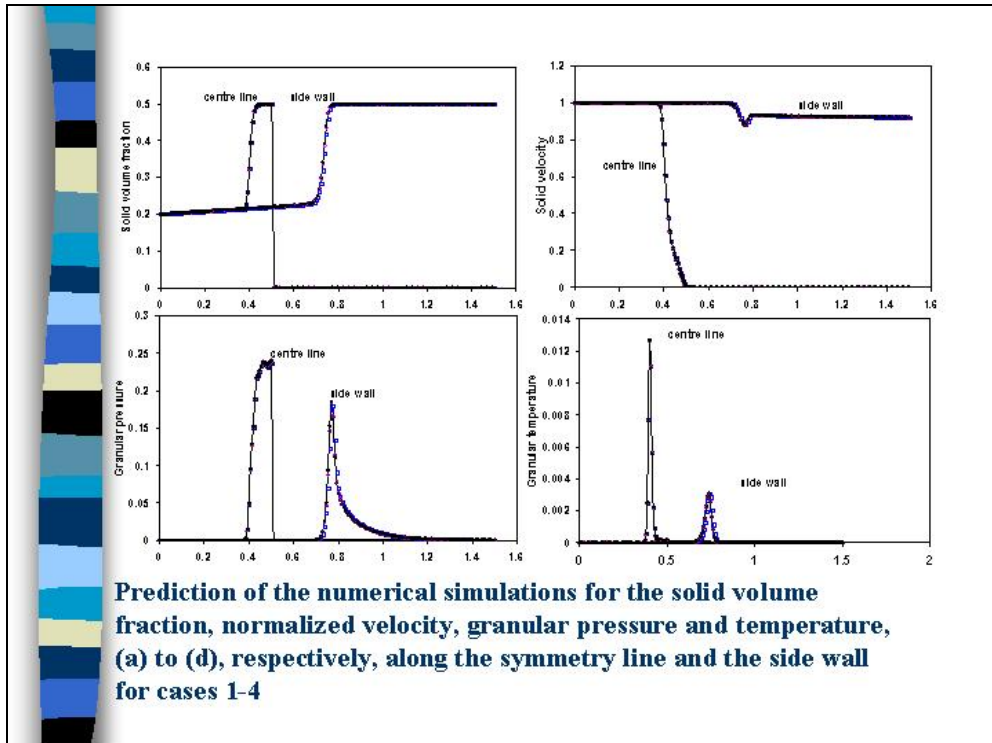 0.6
0.5
0.4
0.3
0.2
0.1
0
Solid volume fraction
centre line
side wall
0 0.2 0.4 0.6 0.8 1 1.2 1.4 1.6
1.2
1
0.8
0.6
0.4
0.2
0
Solid velocity
side wall
centre line
0 0.2 0.4 0.6 0.8 1 1.2 1.4 1.6
0.3
0.25
0.2
0.15
0.1
0.05
0
Granular pressure
centre line
side wall
0 0.2 0.4 0.6 0.8 1 1.2 1.4 1.6
0.014
0.012
0.01
0.008
0.006
0.004
0.002
0
Granular temperature
centre line
side wall
0 0.5 1 1.5 2
Prediction of the numerical simulations for the solid volume
fraction, normalized velocity, granular pressure and temperature,
(a) to (d), respectively, along the symmetry line and the side wall
for cases 1-4